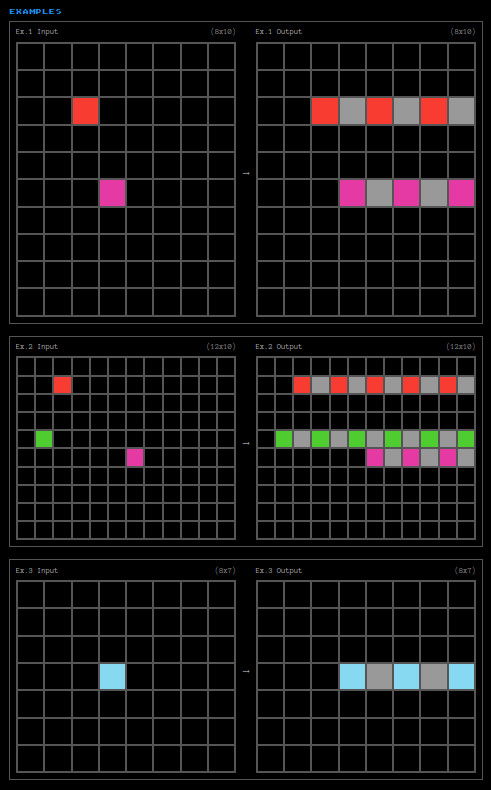 EXAMPLES
Ex.1 Input (8x10) Ex.1 Output (8x10)
→
Ex.2 Input (12x10) Ex.2 Output (12x10)
→
Ex.3 Input (8x7) Ex.3 Output (8x7)
→